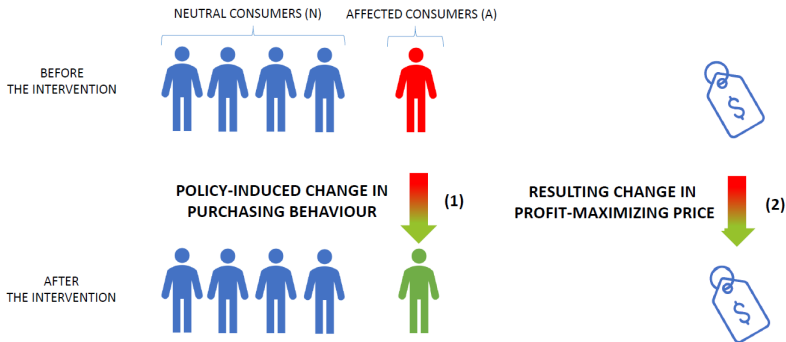 NEUTRAL CONSUMERS (N)
AFFECTED CONSUMERS (A)
BEFORE
THE INTERVENTION
$
POLICY-INDUCED CHANGE IN
PURCHASING BEHAVIOUR
(1)
RESULTING CHANGE IN
PROFIT-MAXIMIZING PRICE
(2)
AFTER
THE INTERVENTION
$